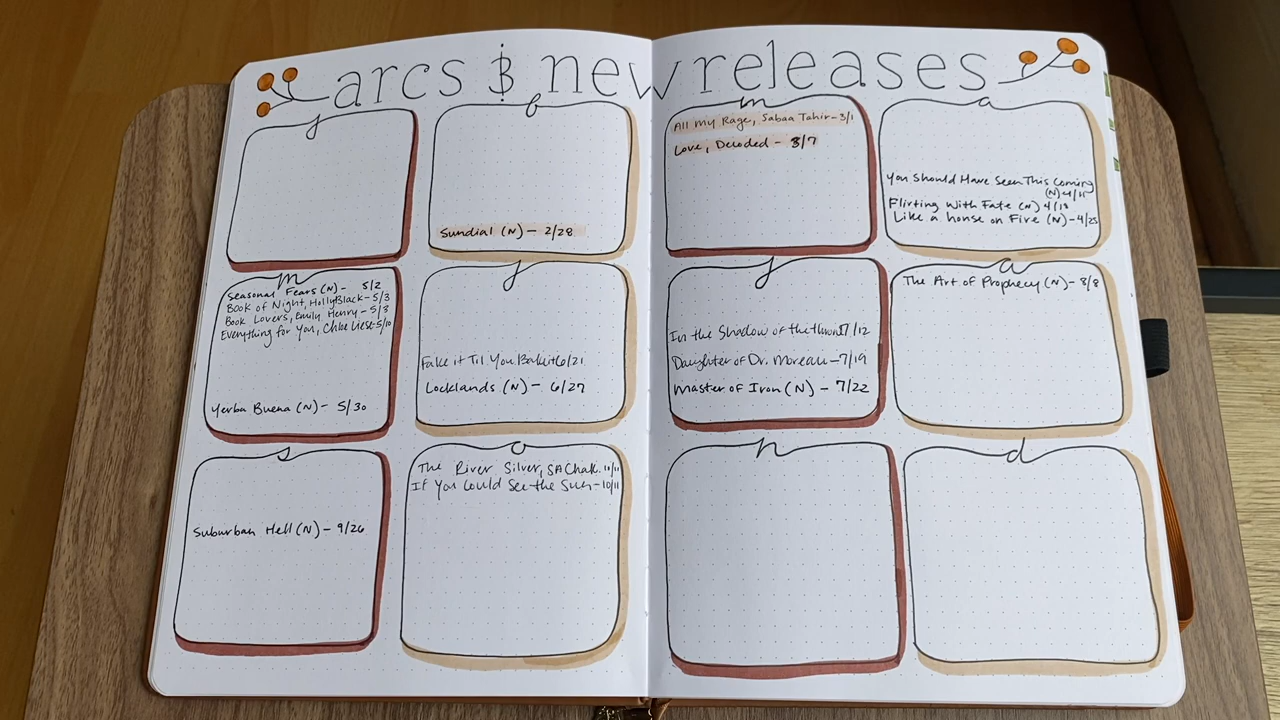 arcs & new releases
j
f
Sundial (N) - 2/28
m
All My Rage, Sabaa Tahir - 3/1
Love, Decoded - 3/7
a
You Should Have Seen This Coming
(N) 4/11
Flirting With Fate (N) 4/18
Like a house on Fire (N) - 4/25
m
Seasonal Fears (N) - 5/2
Book of Night, Holly Black - 5/3
Book Lovers, Emily Henry - 5/3
Everything for You, Chloe Liese - 5/10
Yerba Buena (N) - 5/30
j
Fake it Til You Bake it 6/21
Locklands (N) - 6/27
j
In the Shadow of the throne 7/12
Daughter of Dr. Moreau - 7/19
Master of Iron (N) - 7/22
a
The Art of Prophecy (N) - 8/8
s
Suburban Hell (N) - 9/26
o
The River Silver, SA Chak. 10/11
If You Could See the Sun - 10/11
n
d